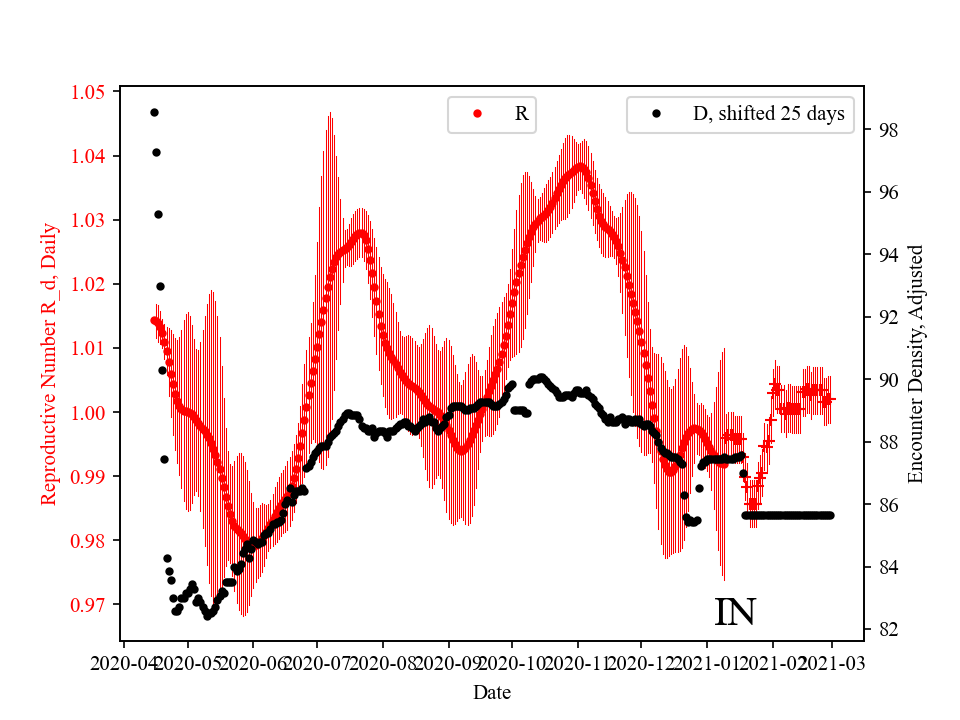 R
D, shifted 25 days
1.05
1.04
1.03
1.02
1.01
1.00
0.99
0.98
0.97
Reproductive Number R_d, Daily
98
96
94
92
90
88
86
84
82
Encounter Density, Adjusted
IN
2020-04 2020-05 2020-06 2020-07 2020-08 2020-09 2020-10 2020-11 2020-12 2021-01 2021-02 2021-03
Date